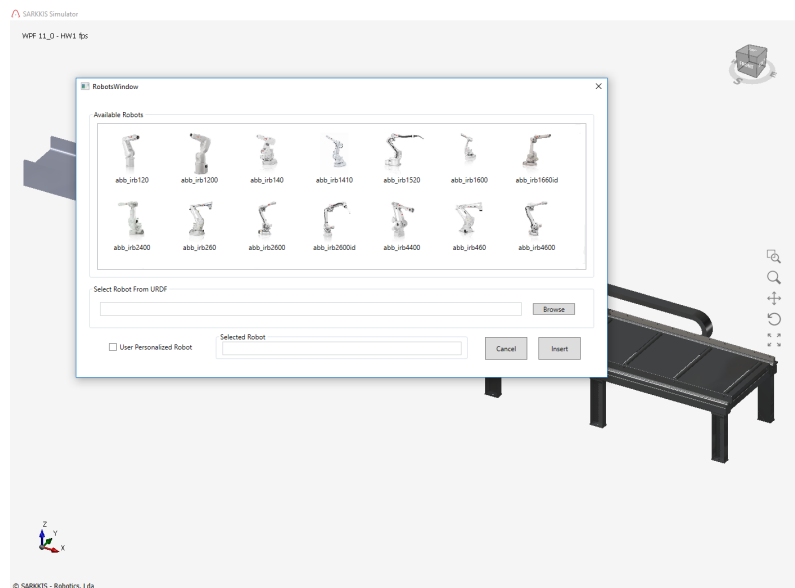 SARKKIS Simulator
WPF 11_0 - HW1 fps
RobotsWindow
Available Robots
abb_irb120 abb_irb1200 abb_irb140 abb_irb1410 abb_irb1520 abb_irb1600 abb_irb1660id
abb_irb2400 abb_irb260 abb_irb2600 abb_irb2600id abb_irb4400 abb_irb460 abb_irb4600
Select Robot From URDF
Browse
User Personalized Robot
Selected Robot
Cancel
Insert
Z
Y
X
© SARKKIS - Robotics, Lda